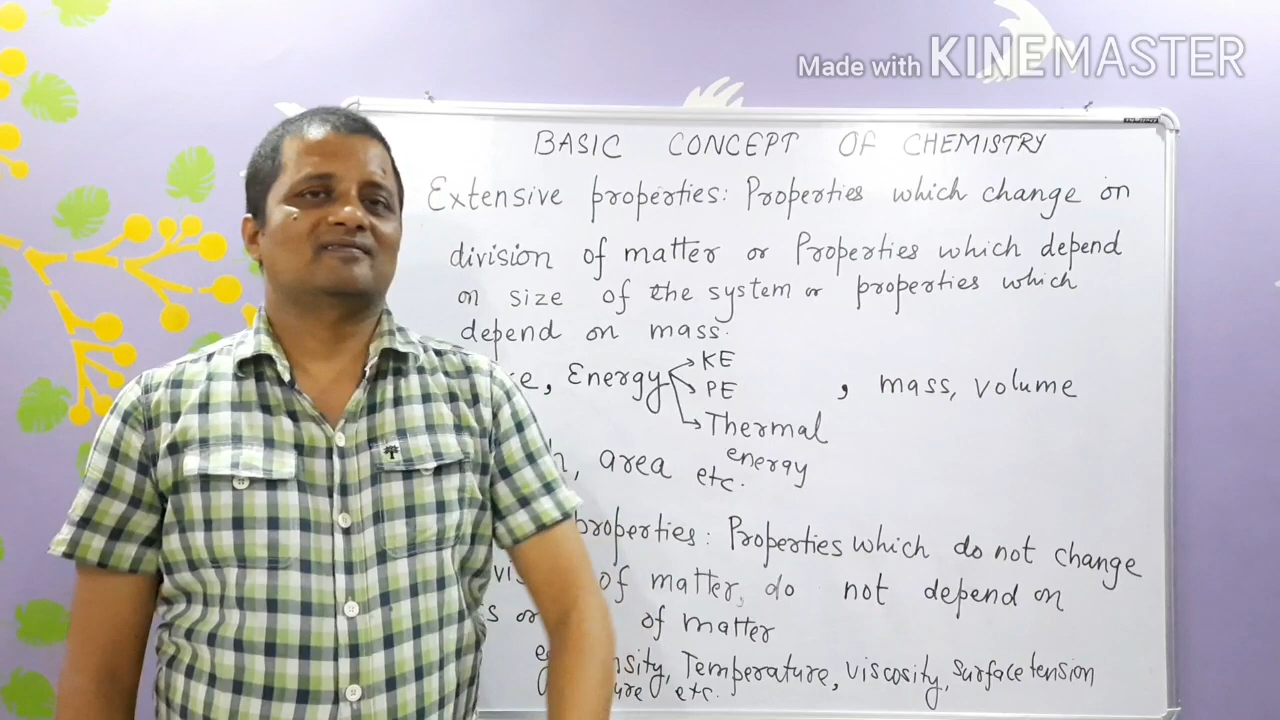 Made with KINEMASTER
BASIC CONCEPT OF CHEMISTRY
Extensive properties: Properties which change on
division of matter or Properties which depend
on size of the system or properties which
depend on mass.
Energy → KE
→ PE
, mass, volume
→ Thermal
energy
area etc.
properties: Properties which do not change
of matter, do not depend on
or of matter
Temperature, viscosity, surface tension
etc.